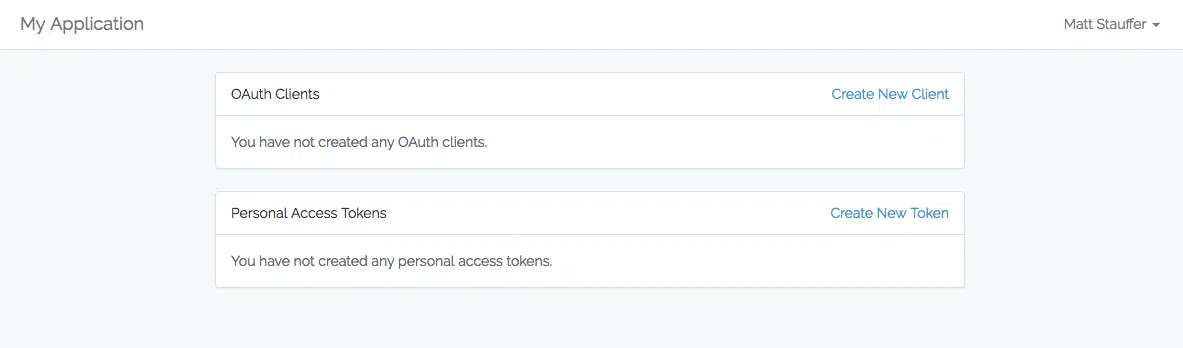 My Application
Matt Stauffer
OAuth Clients
Create New Client
You have not created any OAuth clients.
Personal Access Tokens
Create New Token
You have not created any personal access tokens.